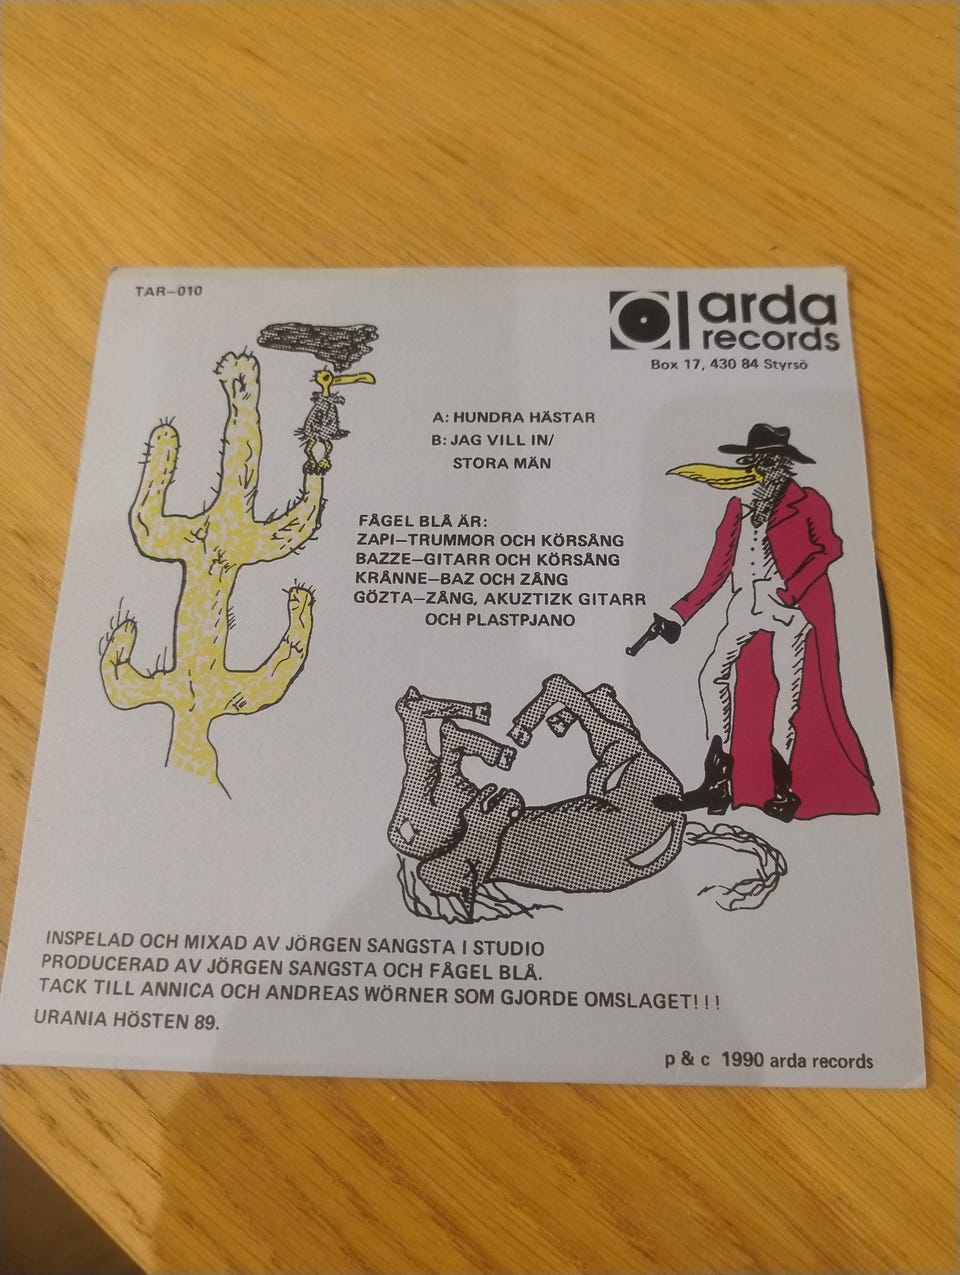 TAR–010
arda
records
Box 17, 430 84 Styrsö
A: HUNDRA HÄSTAR
B: JAG VILL IN/
STORA MÄN
FÅGEL BLÅ ÄR:
ZAPI–TRUMMOR OCH KÖRSÅNG
BAZZE–GITARR OCH KÖRSÅNG
KRÅNNE–BAZ OCH ZÅNG
GÖZTA–ZÅNG, AKUZTIZK GITARR
OCH PLASTPJANO
INSPELAD OCH MIXAD AV JÖRGEN SANGSTA I STUDIO
PRODUCERAD AV JÖRGEN SANGSTA OCH FÅGEL BLÅ.
TACK TILL ANNICA OCH ANDREAS WÖRNER SOM GJORDE OMSLAGET!!!
URANIA HÖSTEN 89.
p & c 1990 arda records